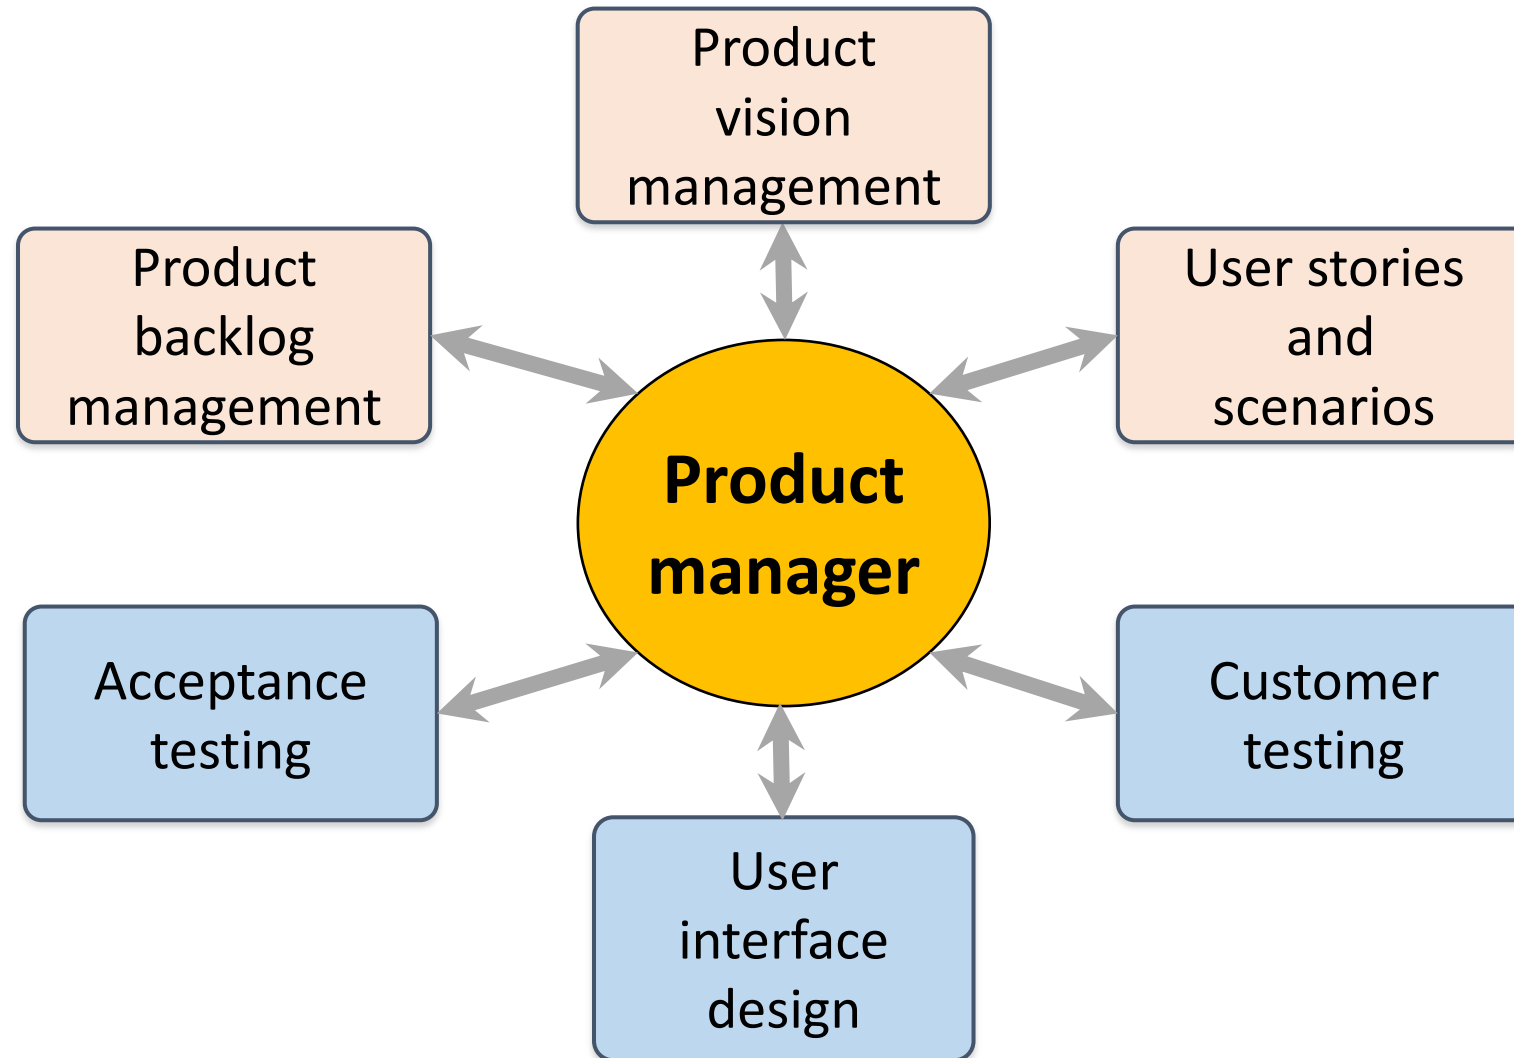 Product
vision
management
Product
backlog
management
User stories
and
scenarios
Product
manager
Acceptance
testing
Customer
testing
User
interface
design